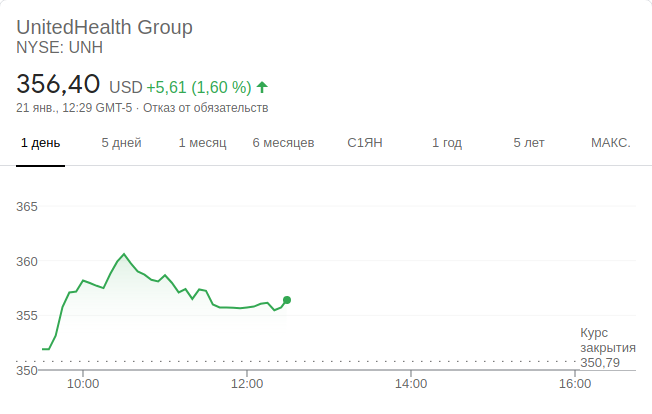 UnitedHealth Group
NYSE: UNH
356,40 USD +5,61 (1,60 %)
21 янв., 12:29 GMT-5 · Отказ от обязательств
1 день 5 дней 1 месяц 6 месяцев С1ЯН 1 год 5 лет МАКС.
365
360
355
350
Курс
закрытия
350,79
10:00 12:00 14:00 16:00